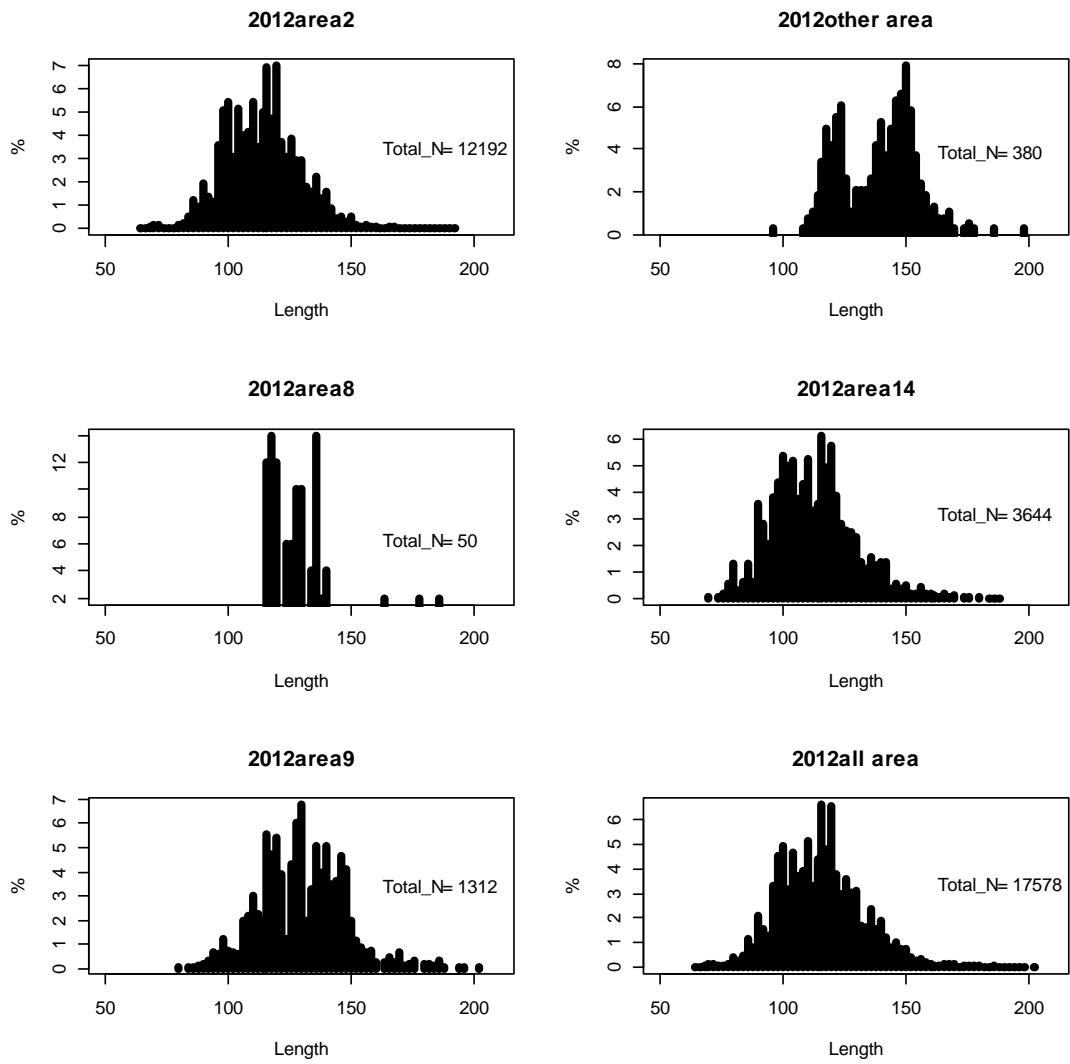 2012area2
%
0 1 2 3 4 5 6 7
Total_N= 12192
50 100 150 200
Length
2012other area
%
0 2 4 6 8
Total_N= 380
50 100 150 200
Length
2012area8
%
2 4 6 8 12
Total_N= 50
50 100 150 200
Length
2012area14
%
0 1 2 3 4 5 6
Total_N= 3644
50 100 150 200
Length
2012area9
%
0 1 2 3 4 5 6 7
Total_N= 1312
50 100 150 200
Length
2012all area
%
0 1 2 3 4 5 6
Total_N= 17578
50 100 150 200
Length